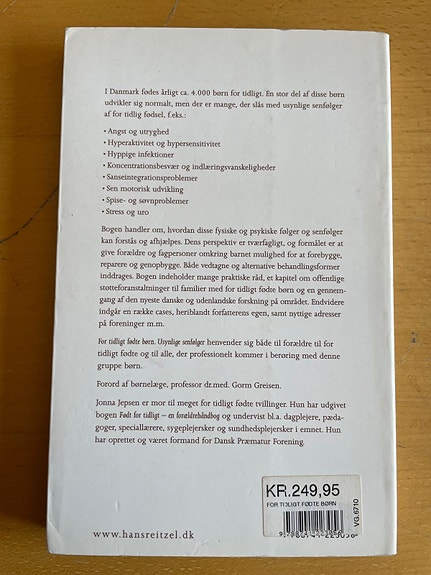 I Danmark fødes årligt ca. 4.000 børn for tidligt. En stor del af disse børn
udvikler sig normalt, men der er mange, der slås med usynlige senfølger
af for tidlig fødsel, f.eks.:
• Angst og utryghed
• Hyperaktivitet og hypersensitivitet
• Hyppige infektioner
• Koncentrationsbesvær og indlæringsvanskeligheder
• Sanseintegrationsproblemer
• Sen motorisk udvikling
• Spise- og søvnproblemer
• Stress og uro
Bogen handler om, hvordan disse fysiske og psykiske følger og senfølger
kan forstås og afhjælpes. Dens perspektiv er tværfagligt, og formålet er at
give forældre og fagpersoner omkring barnet mulighed for at forebygge,
reparere og genopbygge. Både vedtagne og alternative behandlingsformer
inddrages. Bogen indeholder mange praktiske råd, et kapitel om offentlige
støtteforanstaltninger til familier med for tidligt fødte børn og en gennem-
gang af den nyeste danske og udenlandske forskning på området. Endvidere
indgår en række cases, heriblandt forfatterens egen, samt nyttige adresser
på foreninger m.m.
For tidligt fødte børn. Usynlige senfølger henvender sig både til forældre til for
tidligt fødte og til alle, der professionelt kommer i berøring med denne
gruppe børn.
Forord af børnelæge, professor dr.med. Gorm Greisen.
Jonna Jepsen er mor til meget for tidligt fødte tvillinger. Hun har udgivet
bogen Født for tidligt – en forældrehåndbog og undervist bl.a. dagplejere, pæda-
goger, speciallærere, sygeplejersker og sundhedsplejersker i emnet. Hun
har oprettet og været formand for Dansk Præmatur Forening.
KR.249,95
FOR TIDLIGT FØDTE BØRN
VG.6710
www.hansreitzel.dk